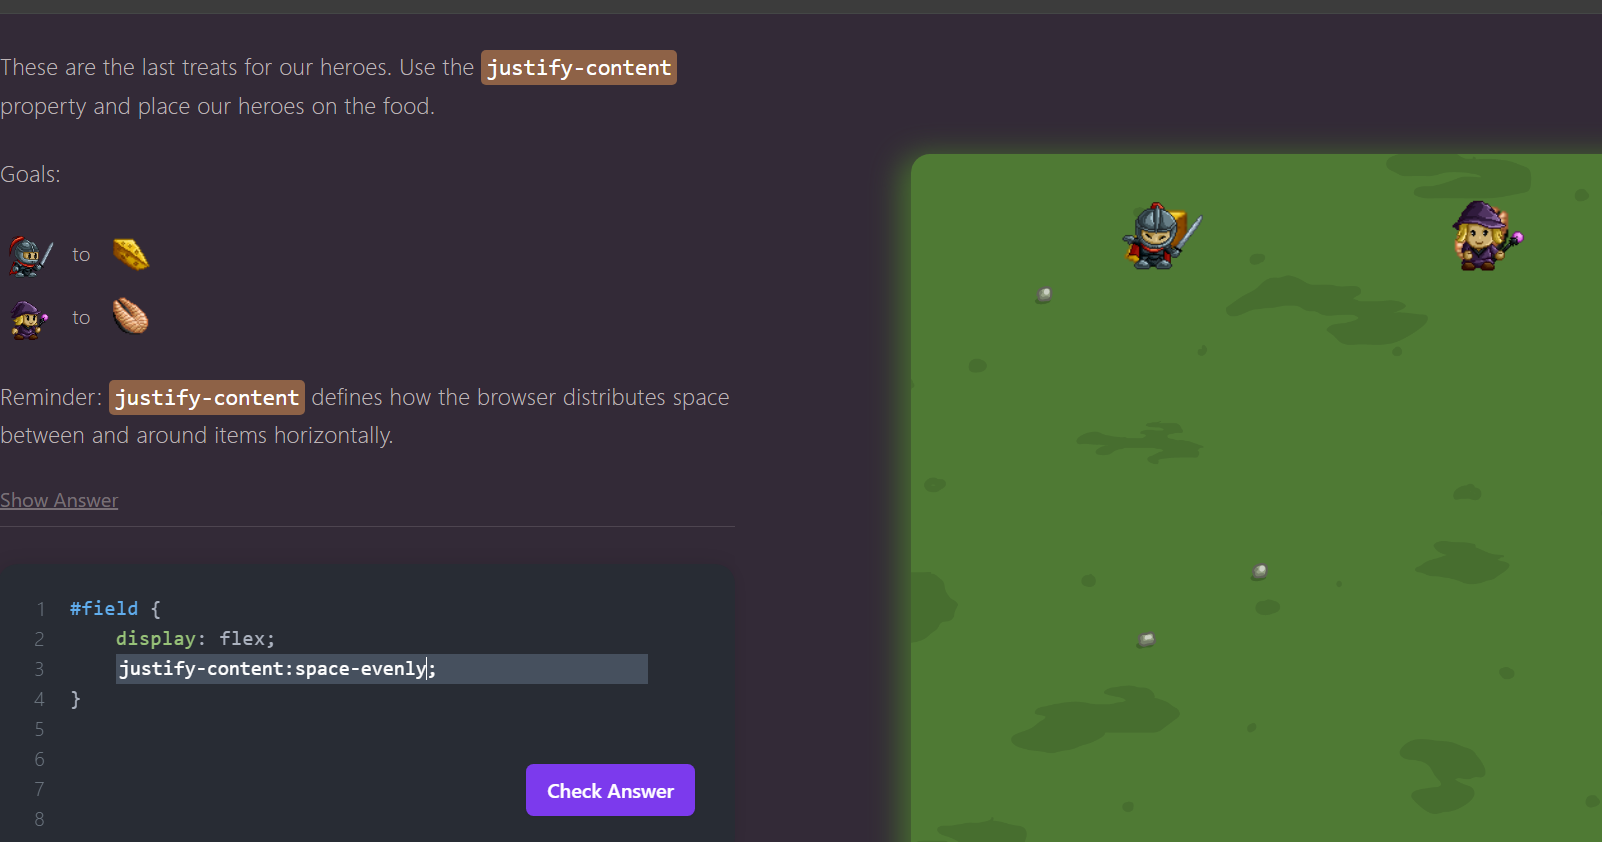 These are the last treats for our heroes. Use the justify-content
property and place our heroes on the food.
Goals:
to
to
Reminder: justify-content defines how the browser distributes space
between and around items horizontally.
Show Answer
1 #field {
2 display: flex;
3 justify-content:space-evenly;
4 }
5
6
7
8
Check Answer